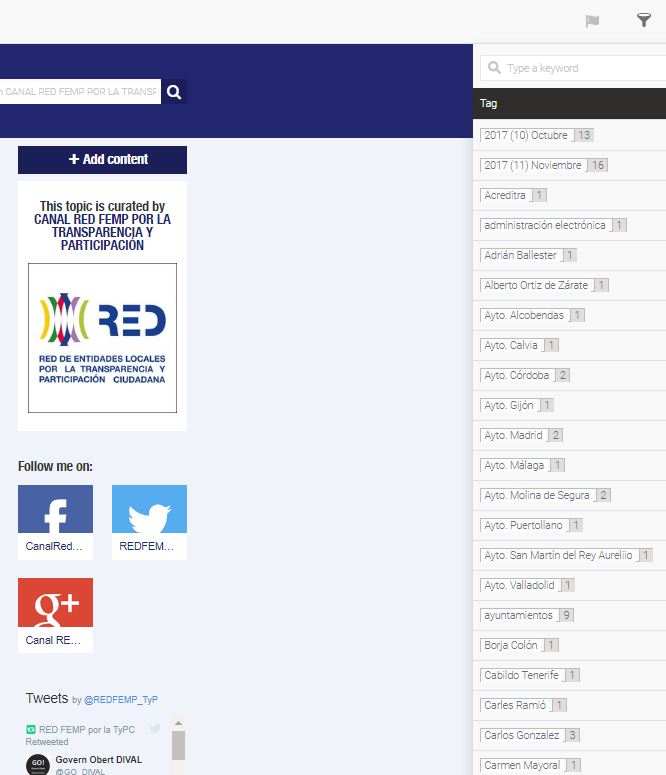 CANAL RED FEMP POR LA TRANSP
+ Add content
This topic is curated by
CANAL RED FEMP POR LA
TRANSPARENCIA Y
PARTICIPACIÓN
RED
RED DE ENTIDADES LOCALES
POR LA TRANSPARENCIA Y
PARTICIPACIÓN CIUDADANA
Follow me on:
CanalRed...
REDFEM...
g+
Canal RE...
Tweets by @REDFEMP_TyP
RED FEMP por la TyPC
Retweeted
GO!
Govern Obert DIVAL
@GO_DIVAL
Type a keyword
Tag
2017 (10) Octubre 13
2017 (11) Noviembre 16
Acreditra 1
administración electrónica 1
Adrián Ballester 1
Alberto Ortiz de Zárate 1
Ayto. Alcobendas 1
Ayto. Calvia 1
Ayto. Córdoba 2
Ayto. Gijón 1
Ayto. Madrid 2
Ayto. Málaga 1
Ayto. Molina de Segura 2
Ayto. Puertollano 1
Ayto. San Martín del Rey Aureliio 1
Ayto. Valladolid 1
ayuntamientos 9
Borja Colón 1
Cabildo Tenerife 1
Carles Ramió 1
Carlos Gonzalez 3
Carmen Mayoral 1